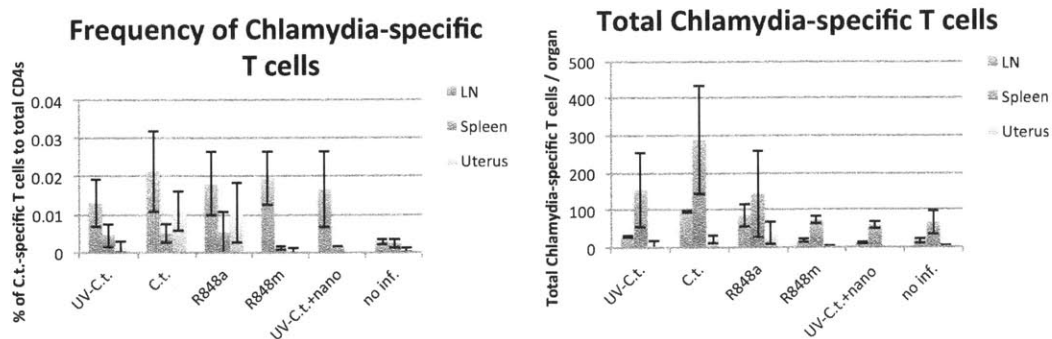 Frequency of Chlamydia-specific
T cells
% of C.t.-specific T cells to total CD4s
0.04
0.03
0.02
0.01
0
UV-C.t.
C.t.
R848a
R848m
UV-C.t.+nano
no inf.
LN
Spleen
Uterus
Total Chlamydia-specific T cells
Total Chlamydia-specific T cells / organ
500
400
300
200
100
0
UV-C.t.
C.t.
R848a
R848m
UV-C.t.+nano
no inf.
LN
Spleen
Uterus